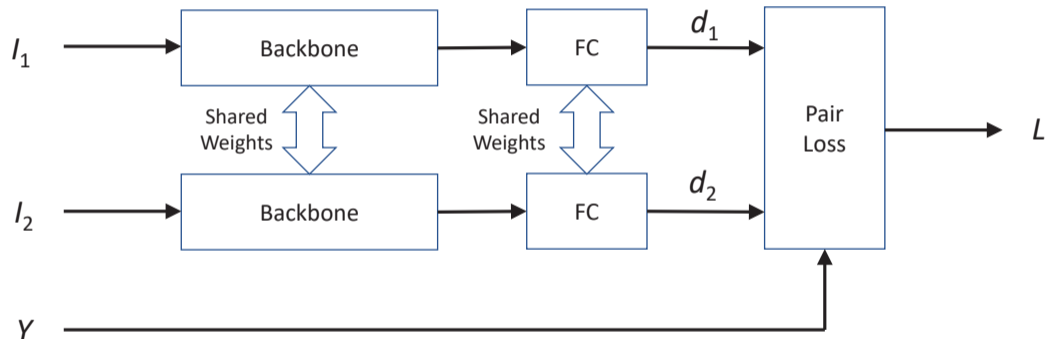 I1
Backbone
FC
d1
Shared
Weights
Shared
Weights
Pair
Loss
L
I2
Backbone
FC
d2
Y